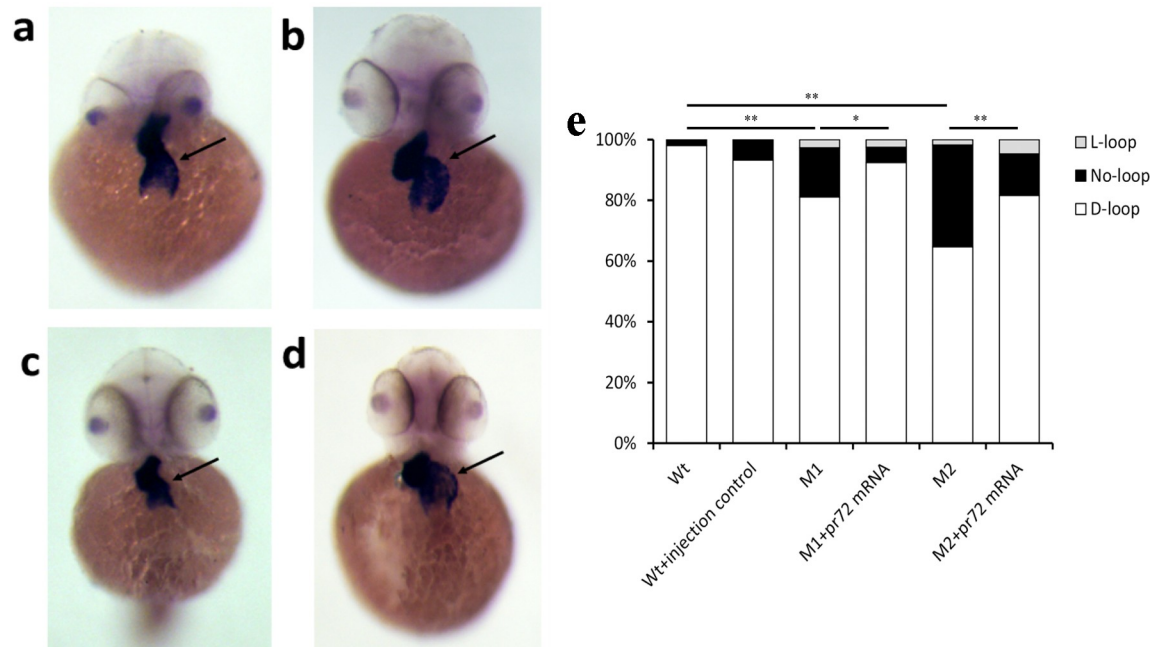 a
b
c
d
e
**
**
*
**
100%
80%
60%
40%
20%
0%
L-loop
No-loop
D-loop
Wt
Wt+injection control
M1
M1+pr72 mRNA
M2
M2+pr72 mRNA